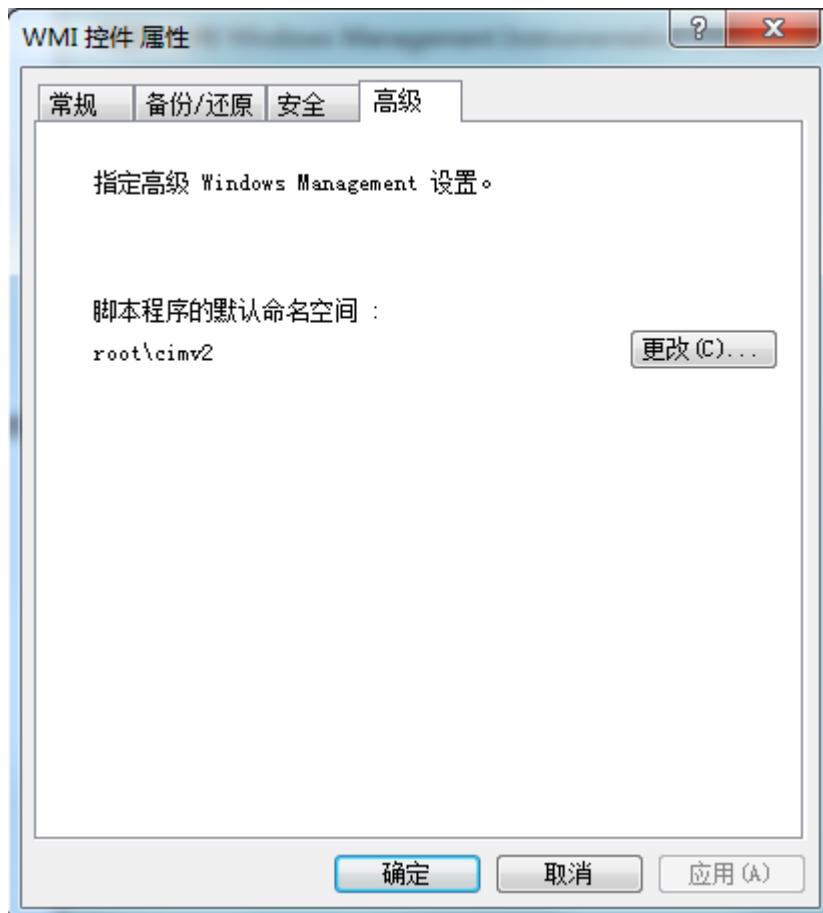 WMI 控件 属性
常规 备份/还原 安全 高级
指定高级 Windows Management 设置。
脚本程序的默认命名空间 :
root\cimv2
更改(C)...
确定 取消 应用(A)